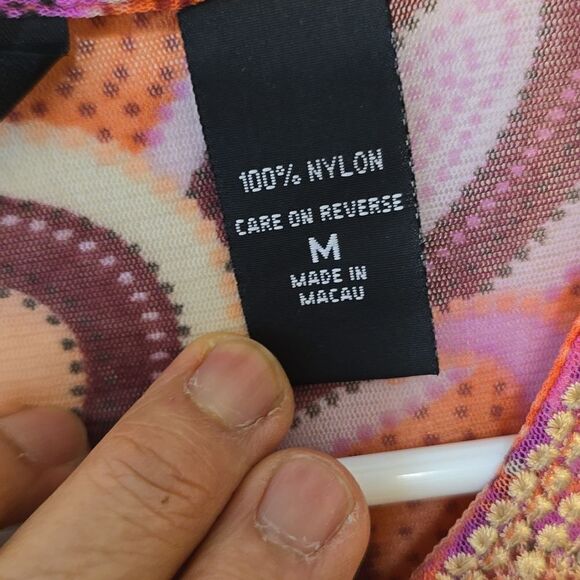 100% NYLON
CARE ON REVERSE
M
MADE IN
MACAU